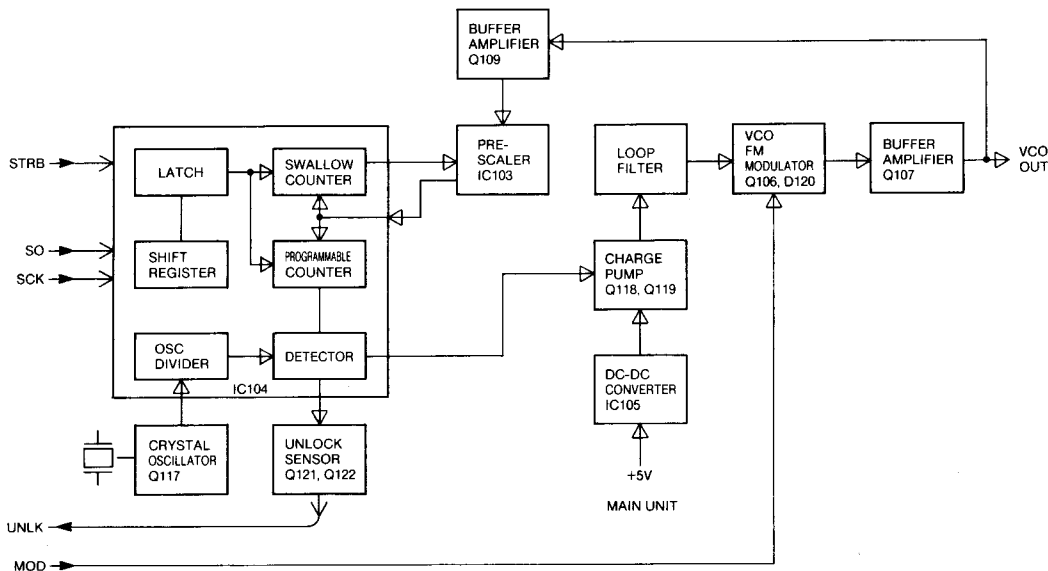 BUFFER
AMPLIFIER
Q109
STRB
LATCH
SWALLOW
COUNTER
PRE-
SCALER
IC103
LOOP
FILTER
VCO
FM
MODULATOR
Q106, D120
BUFFER
AMPLIFIER
Q107
VCO
OUT
SO
SCK
SHIFT
REGISTER
PROGRAMMABLE
COUNTER
CHARGE
PUMP
Q118, Q119
OSC
DIVIDER
DETECTOR
IC104
DC-DC
CONVERTER
IC105
CRYSTAL
OSCILLATOR
Q117
UNLOCK
SENSOR
Q121, Q122
+5V
MAIN UNIT
UNLK
MOD